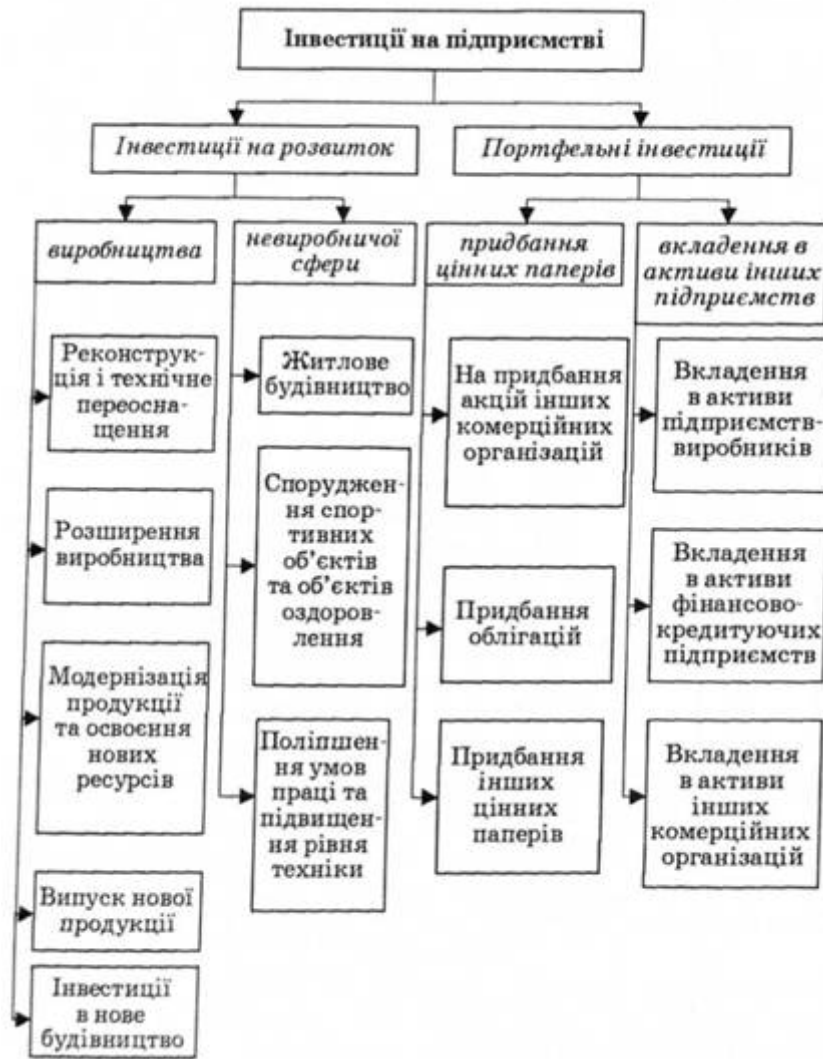 Інвестиції на підприємстві
Інвестиції на розвиток
Портфельні інвестиції
виробництва
невиробничої
сфери
придбання
цінних паперів
вкладення в
активи інших
підприємств
Реконструк-
ція і технічне
переосна-
щення
Розширення
виробництва
Модернізація
продукції
та освоєння
нових
ресурсів
Випуск нової
продукції
Інвестиції
в нове
будівництво
Житлове
будівництво
Споруджен-
ня спор-
тивних
об’єктів
та об’єктів
оздоров-
лення
Поліпшен-
ня умов
праці та
підвищен-
ня рівня
техніки
На придбання
акцій інших
комерційних
організацій
Придбання
облігацій
Придбання
інших
цінних
паперів
Вкладення
в активи
підприємств-
виробників
Вкладення
в активи
фінансово-
кредитуючих
підприємств
Вкладення
в активи
інших
комерційних
організацій